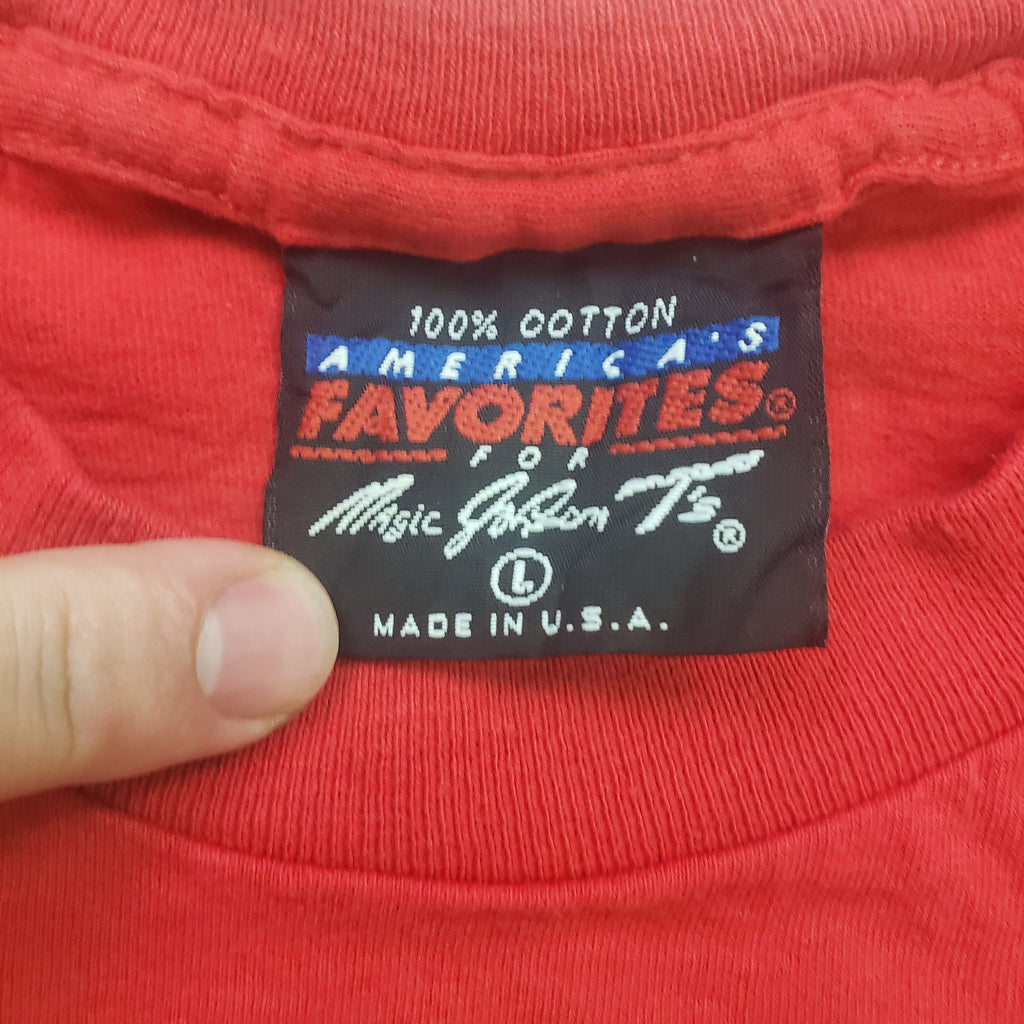 100% COTTON
AMERICA'S
FAVORITES®
FOR
Magic Johnson T's®
L
MADE IN U.S.A.